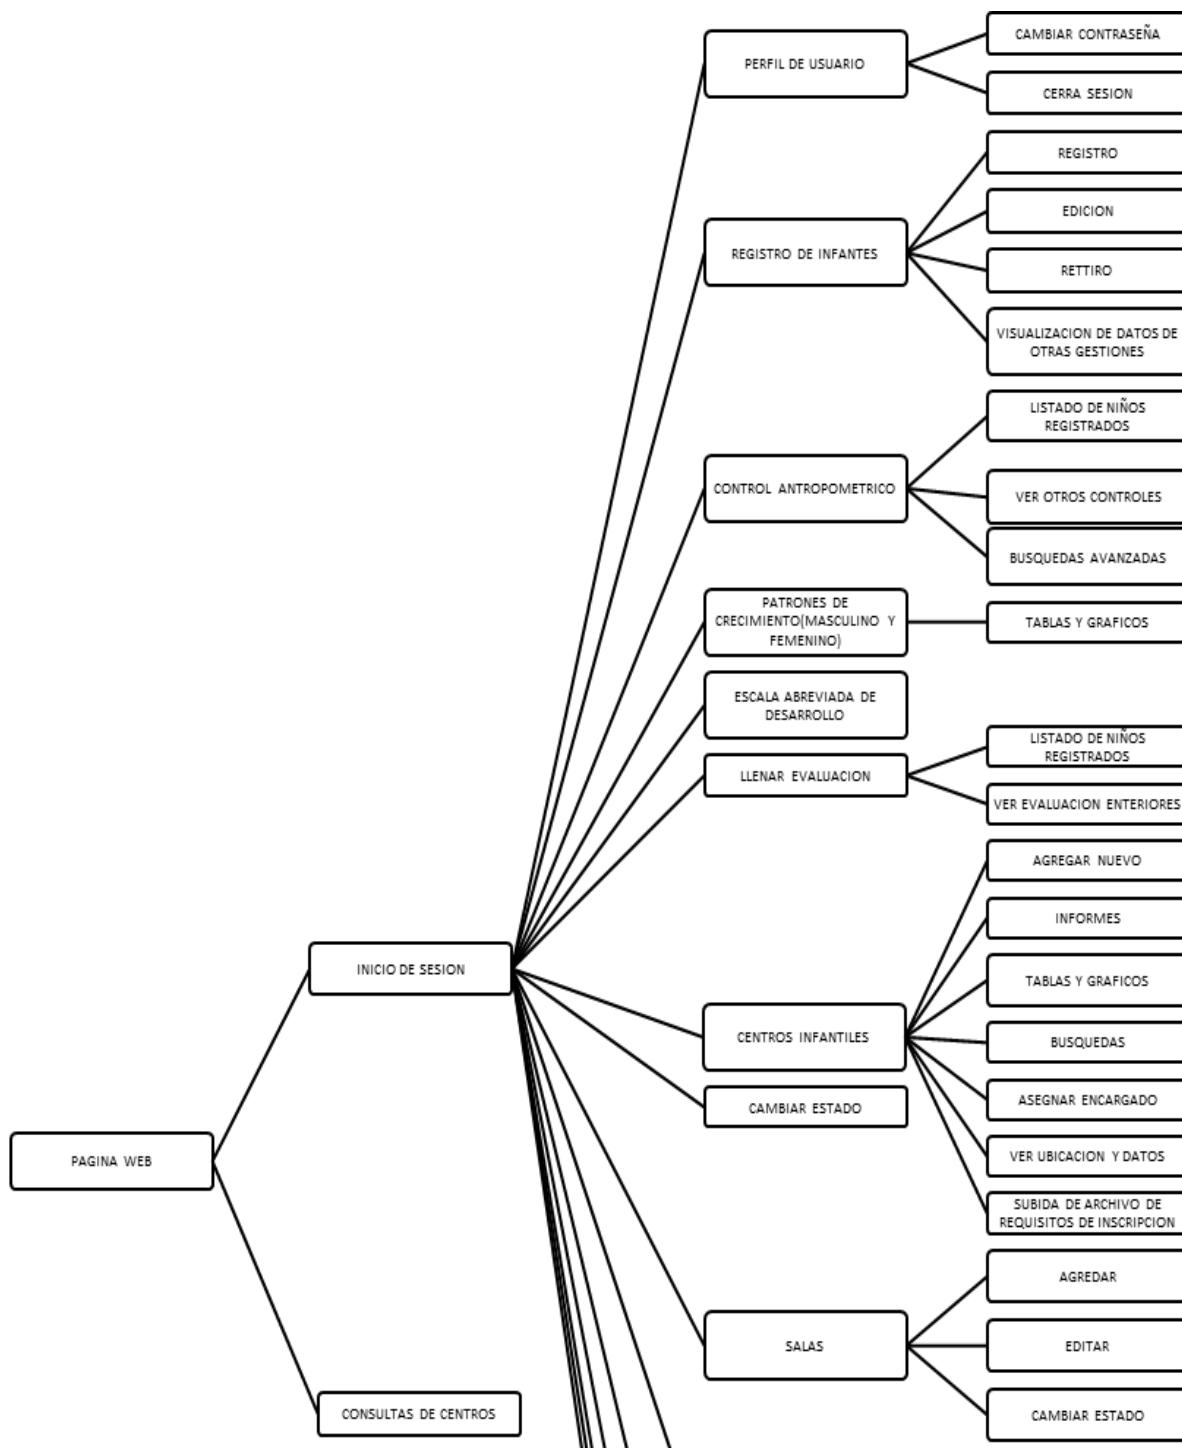 PAGINA WEB
INICIO DE SESION
CONSULTAS DE CENTROS
PERFIL DE USUARIO
CAMBIAR CONTRASEÑA
CERRA SESION
REGISTRO DE INFANTES
REGISTRO
EDICION
RETTIRO
VISUALIZACION DE DATOS DE
OTRAS GESTIONES
CONTROL ANTROPOMETRICO
LISTADO DE NIÑOS
REGISTRADOS
VER OTROS CONTROLES
BUSQUEDAS AVANZADAS
PATRONES DE
CRECIMIENTO(MASCULINO Y
FEMENINO)
TABLAS Y GRAFICOS
ESCALA ABREVIADA DE
DESARROLLO
LLENAR EVALUACION
LISTADO DE NIÑOS
REGISTRADOS
VER EVALUACION ENTERIORES
CENTROS INFANTILES
AGREGAR NUEVO
INFORMES
TABLAS Y GRAFICOS
BUSQUEDAS
ASEGNAR ENCARGADO
VER UBICACION Y DATOS
SUBIDA DE ARCHIVO DE
REQUISITOS DE INSCRIPCION
CAMBIAR ESTADO
SALAS
AGREDAR
EDITAR
CAMBIAR ESTADO